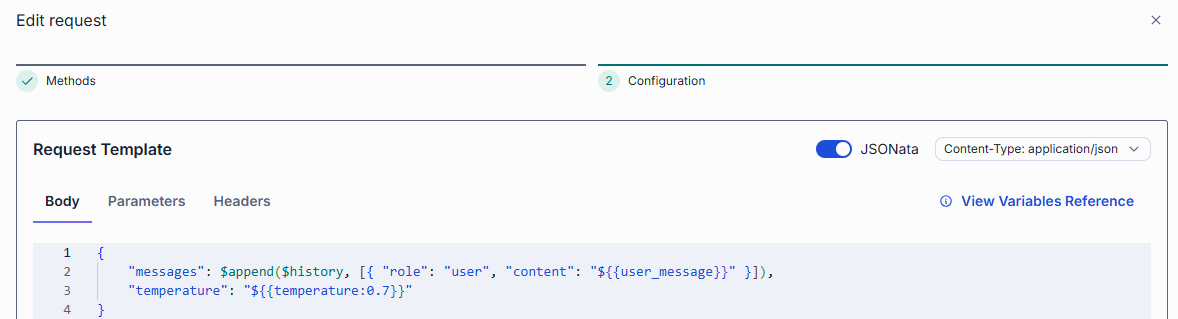 Edit request
Methods
2 Configuration
Request Template
JSONata
Content-Type: application/json
Body Parameters Headers
View Variables Reference
1 {
2 "messages": $append($history, [{ "role": "user", "content": "${{user_message}}" }]),
3 "temperature": "${{temperature:0.7}}"
4 }